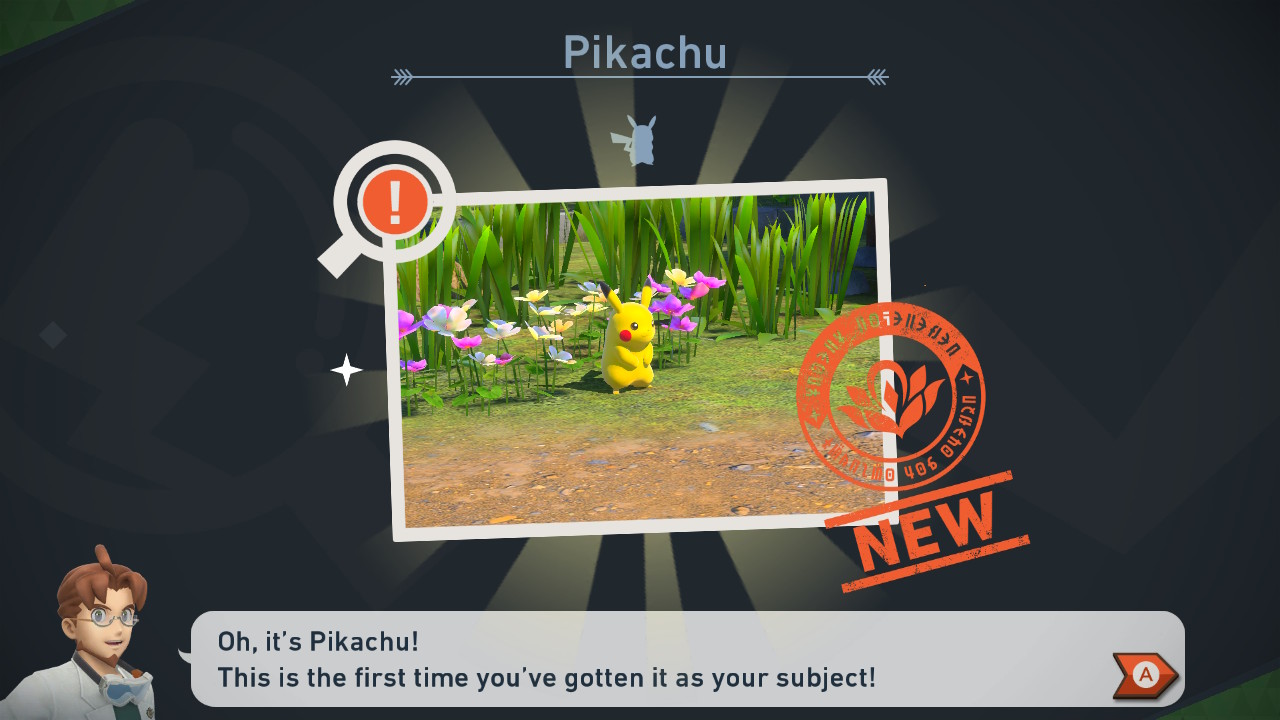 Pikachu
!
NEW
Oh, it's Pikachu!
This is the first time you've gotten it as your subject!
A